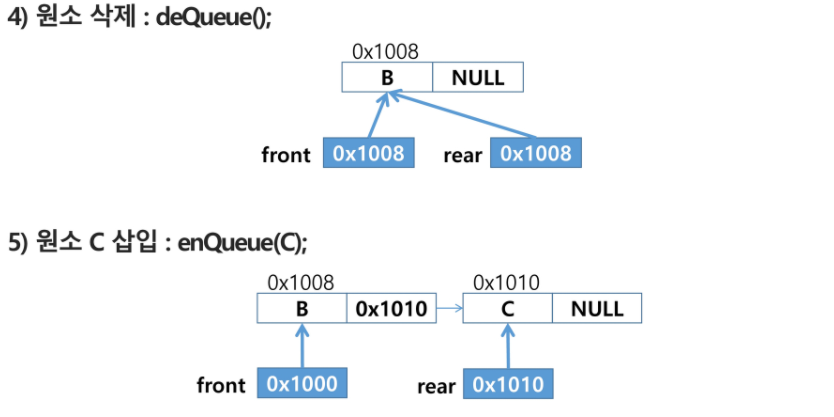 4) 원소 삭제 : deQueue();
0x1008
B NULL
front 0x1008 rear 0x1008
5) 원소 C 삽입 : enQueue(C);
0x1008 0x1010
B 0x1010 C NULL
front 0x1000 rear 0x1010